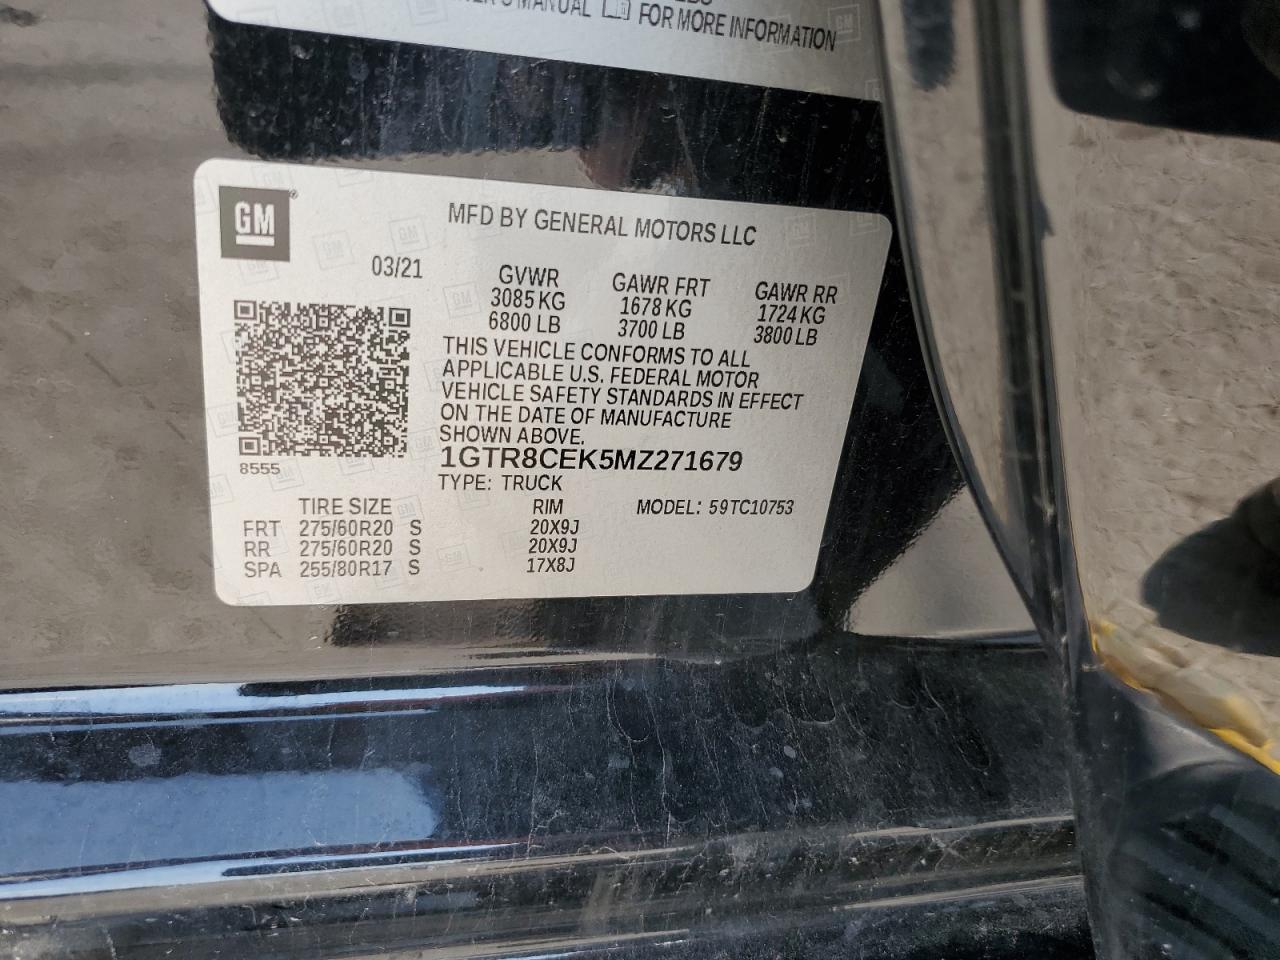 MANUAL FOR MORE INFORMATION
GM
MFD BY GENERAL MOTORS LLC
03/21
GVWR GAWR FRT GAWR RR
3085 KG 1678 KG 1724 KG
6800 LB 3700 LB 3800 LB
THIS VEHICLE CONFORMS TO ALL
APPLICABLE U.S. FEDERAL MOTOR
VEHICLE SAFETY STANDARDS IN EFFECT
ON THE DATE OF MANUFACTURE
SHOWN ABOVE.
8555
1GTR8CEK5MZ271679
TYPE: TRUCK
TIRE SIZE RIM MODEL: 59TC10753
FRT 275/60R20 S 20X9J
RR 275/60R20 S 20X9J
SPA 255/80R17 S 17X8J